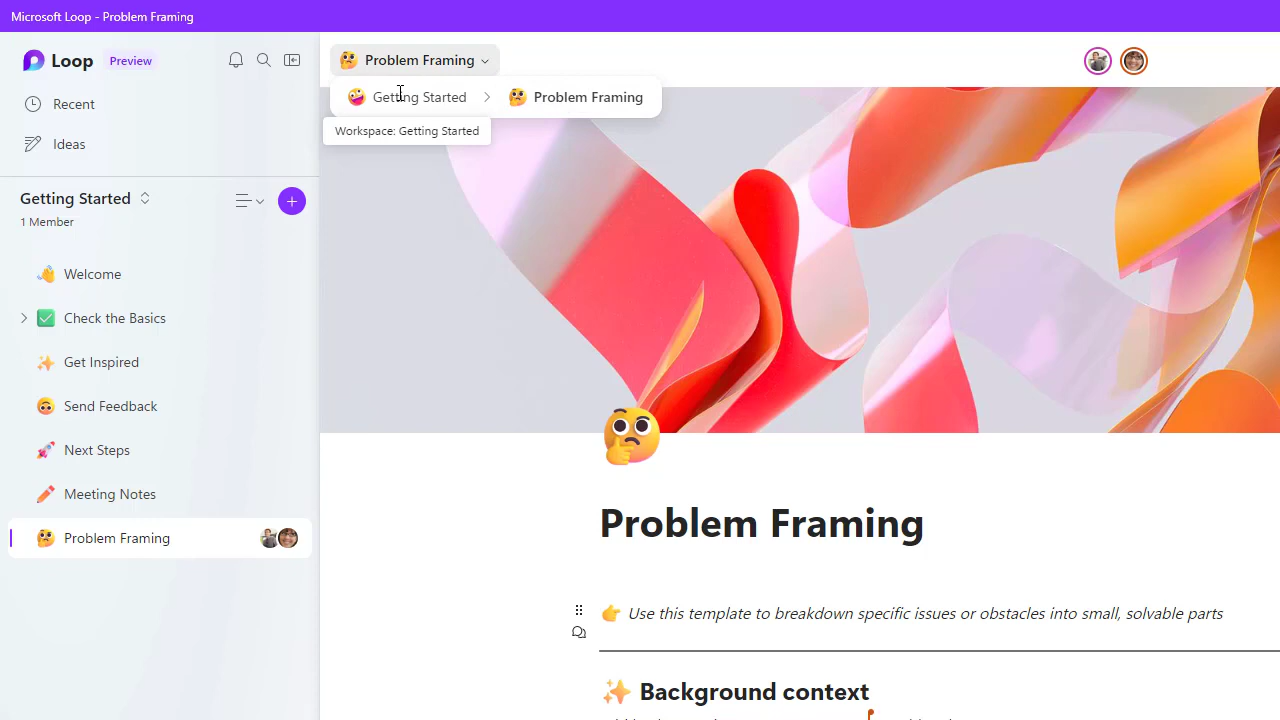 Microsoft Loop - Problem Framing
Loop Preview
Recent
Ideas
Getting Started
1 Member
Welcome
Check the Basics
Get Inspired
Send Feedback
Next Steps
Meeting Notes
Problem Framing
Problem Framing
Getting Started > Problem Framing
Workspace: Getting Started
Problem Framing
Use this template to breakdown specific issues or obstacles into small, solvable parts
Background context